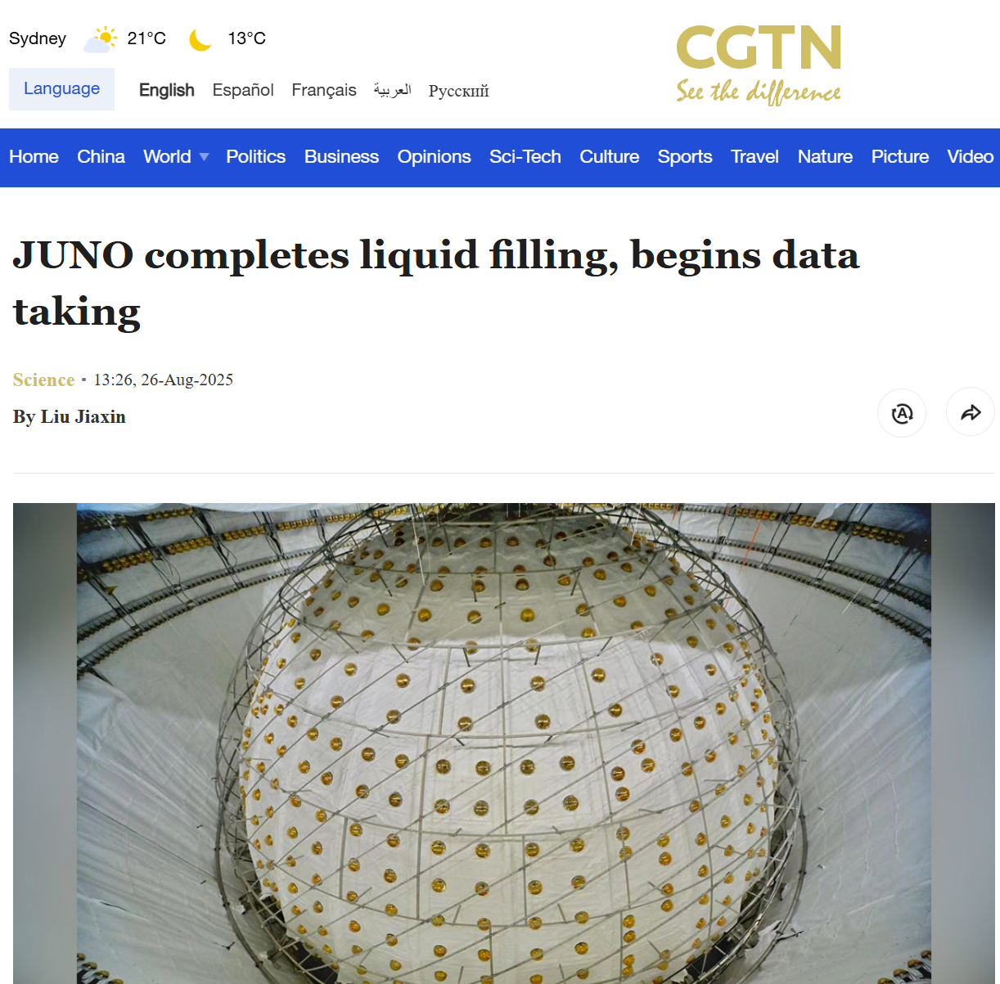 Sydney 21°C 13°C
CGTN
See the difference
Language English Español Français العربية Русский
Home China World Politics Business Opinions Sci-Tech Culture Sports Travel Nature Picture Video
JUNO completes liquid filling, begins data
taking
Science • 13:26, 26-Aug-2025
By Liu Jiaxin
A